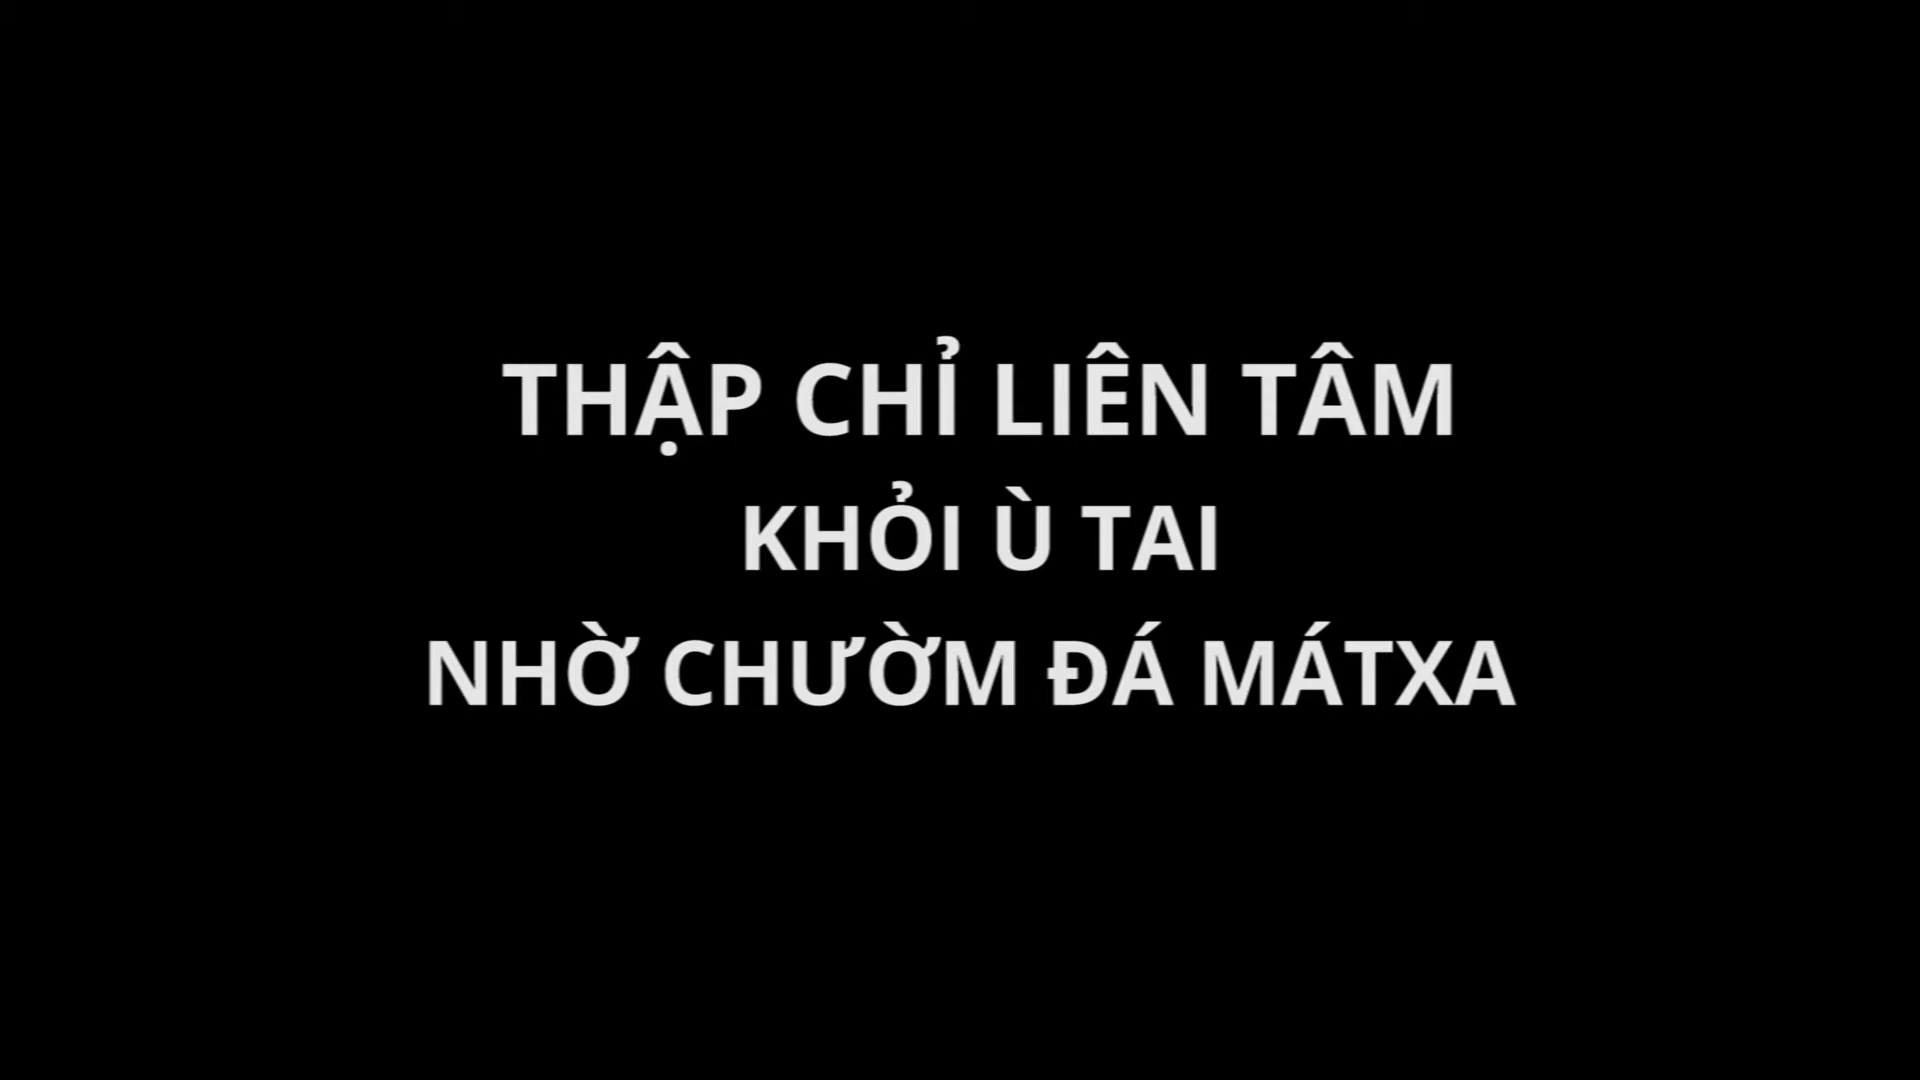 THẬP CHỈ LIÊN TÂM
KHỎI Ù TAI
NHỜ CHƯỜM ĐÁ MÁTXA